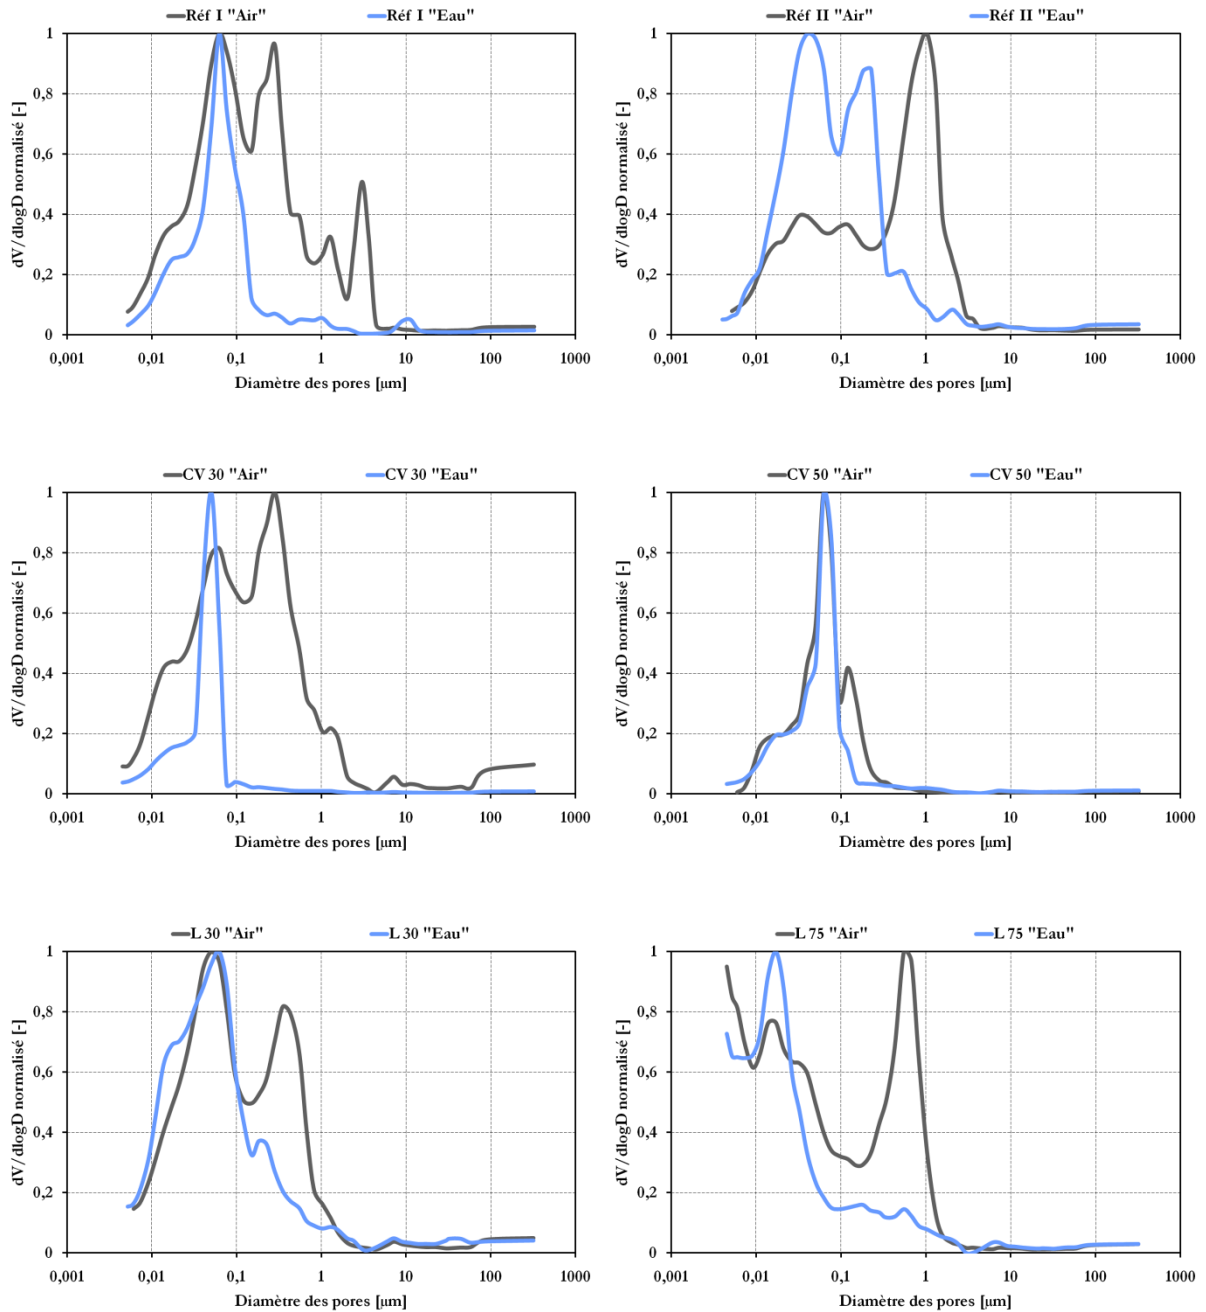 Réf I "Air" Réf I "Eau"
dV/dlogD normalisé [-]
1
0,8
0,6
0,4
0,2
0
0,001 0,01 0,1 1 10 100 1000
Diamètre des pores [µm]
Réf II "Air" Réf II "Eau"
dV/dlogD normalisé [-]
1
0,8
0,6
0,4
0,2
0
0,001 0,01 0,1 1 10 100 1000
Diamètre des pores [µm]
CV 30 "Air" CV 30 "Eau"
dV/dlogD normalisé [-]
1
0,8
0,6
0,4
0,2
0
0,001 0,01 0,1 1 10 100 1000
Diamètre des pores [µm]
CV 50 "Air" CV 50 "Eau"
dV/dlogD normalisé [-]
1
0,8
0,6
0,4
0,2
0
0,001 0,01 0,1 1 10 100 1000
Diamètre des pores [µm]
L 30 "Air" L 30 "Eau"
dV/dlogD normalisé [-]
1
0,8
0,6
0,4
0,2
0
0,001 0,01 0,1 1 10 100 1000
Diamètre des pores [µm]
L 75 "Air" L 75 "Eau"
dV/dlogD normalisé [-]
1
0,8
0,6
0,4
0,2
0
0,001 0,01 0,1 1 10 100 1000
Diamètre des pores [µm]